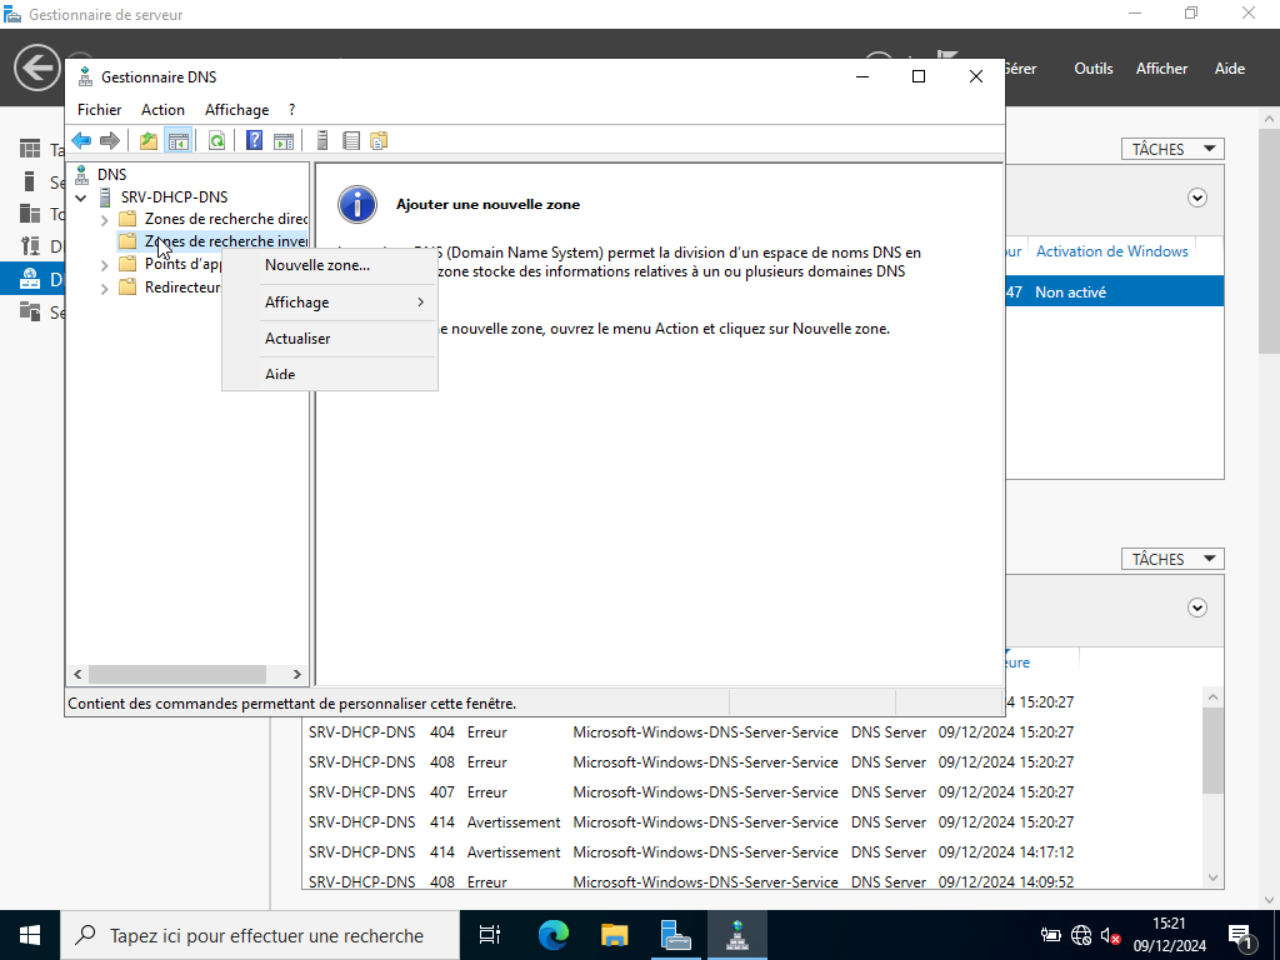 Gestionnaire de serveur
Gérer
Outils
Afficher
Aide
Gestionnaire DNS
Fichier
Action
Affichage
?
DNS
SRV-DHCP-DNS
Zones de recherche direc
Zones de recherche inver
Points d'ap
Redirecteur
Nouvelle zone...
Affichage
Actualiser
Aide
Ajouter une nouvelle zone
S (Domain Name System) permet la division d'un espace de noms DNS en
zone stocke des informations relatives à un ou plusieurs domaines DNS
e nouvelle zone, ouvrez le menu Action et cliquez sur Nouvelle zone.
Contient des commandes permettant de personnaliser cette fenêtre.
Ta
Se
To
D
D
Se
TÂCHES
ur
Activation de Windows
47
Non activé
TÂCHES
eure
4 15:20:27
SRV-DHCP-DNS 404 Erreur Microsoft-Windows-DNS-Server-Service DNS Server 09/12/2024 15:20:27
SRV-DHCP-DNS 408 Erreur Microsoft-Windows-DNS-Server-Service DNS Server 09/12/2024 15:20:27
SRV-DHCP-DNS 407 Erreur Microsoft-Windows-DNS-Server-Service DNS Server 09/12/2024 15:20:27
SRV-DHCP-DNS 414 Avertissement Microsoft-Windows-DNS-Server-Service DNS Server 09/12/2024 15:20:27
SRV-DHCP-DNS 414 Avertissement Microsoft-Windows-DNS-Server-Service DNS Server 09/12/2024 14:17:12
SRV-DHCP-DNS 408 Erreur Microsoft-Windows-DNS-Server-Service DNS Server 09/12/2024 14:09:52
Tapez ici pour effectuer une recherche
15:21
09/12/2024
1